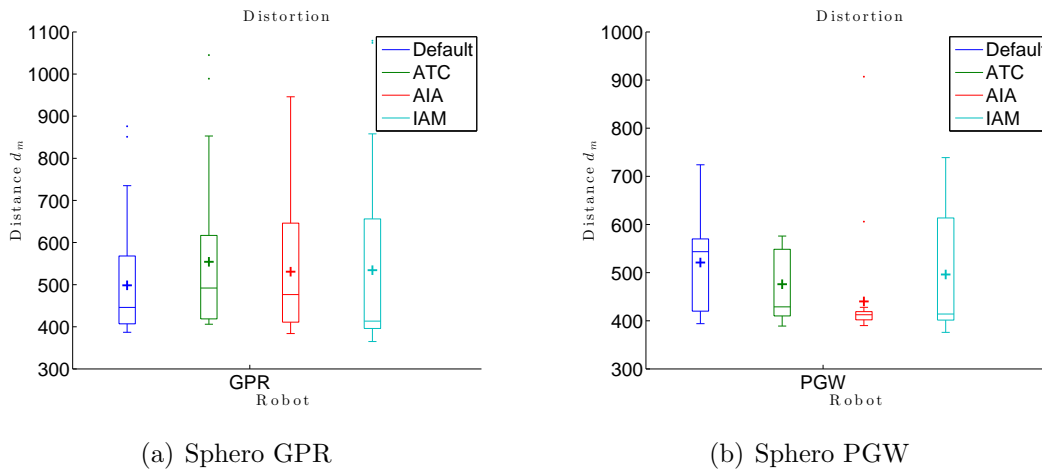 Distortion
1100
1000
900
800
700
600
500
400
300
Distance d_m
Default
ATC
AIA
IAM
GPR
Robot
(a) Sphero GPR
Distortion
1000
900
800
700
600
500
400
300
Distance d_m
Default
ATC
AIA
IAM
PGW
Robot
(b) Sphero PGW